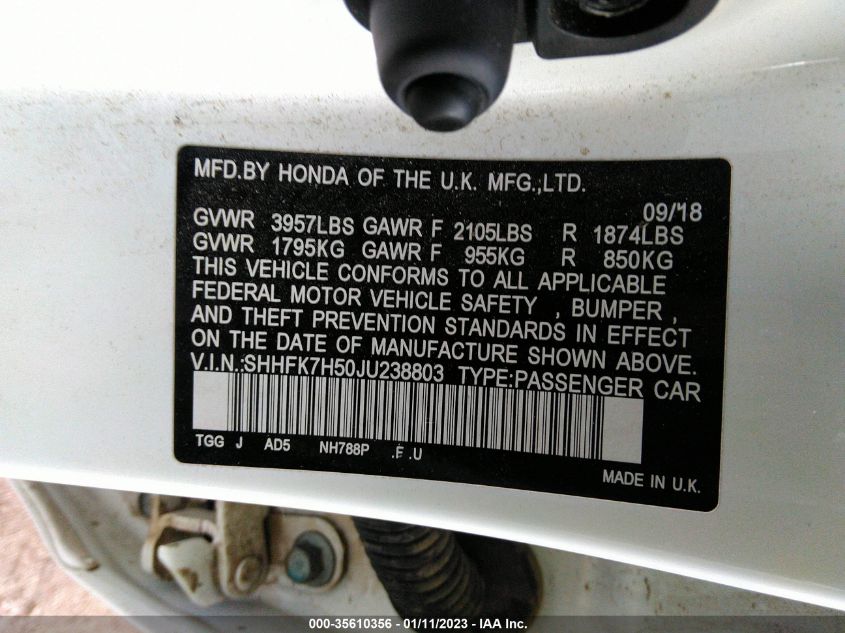 MFD.BY HONDA OF THE U.K. MFG.,LTD.
09/18
GVWR 3957LBS GAWR F 2105LBS R 1874LBS
GVWR 1795KG GAWR F 955KG R 850KG
THIS VEHICLE CONFORMS TO ALL APPLICABLE
FEDERAL MOTOR VEHICLE SAFETY , BUMPER ,
AND THEFT PREVENTION STANDARDS IN EFFECT
ON THE DATE OF MANUFACTURE SHOWN ABOVE.
V.I.N.:SHHFK7H50JU238803 TYPE:PASSENGER CAR
TGG J AD5 NH788P .F .U
MADE IN U.K.
000-35610356 - 01/11/2023 - IAA Inc.